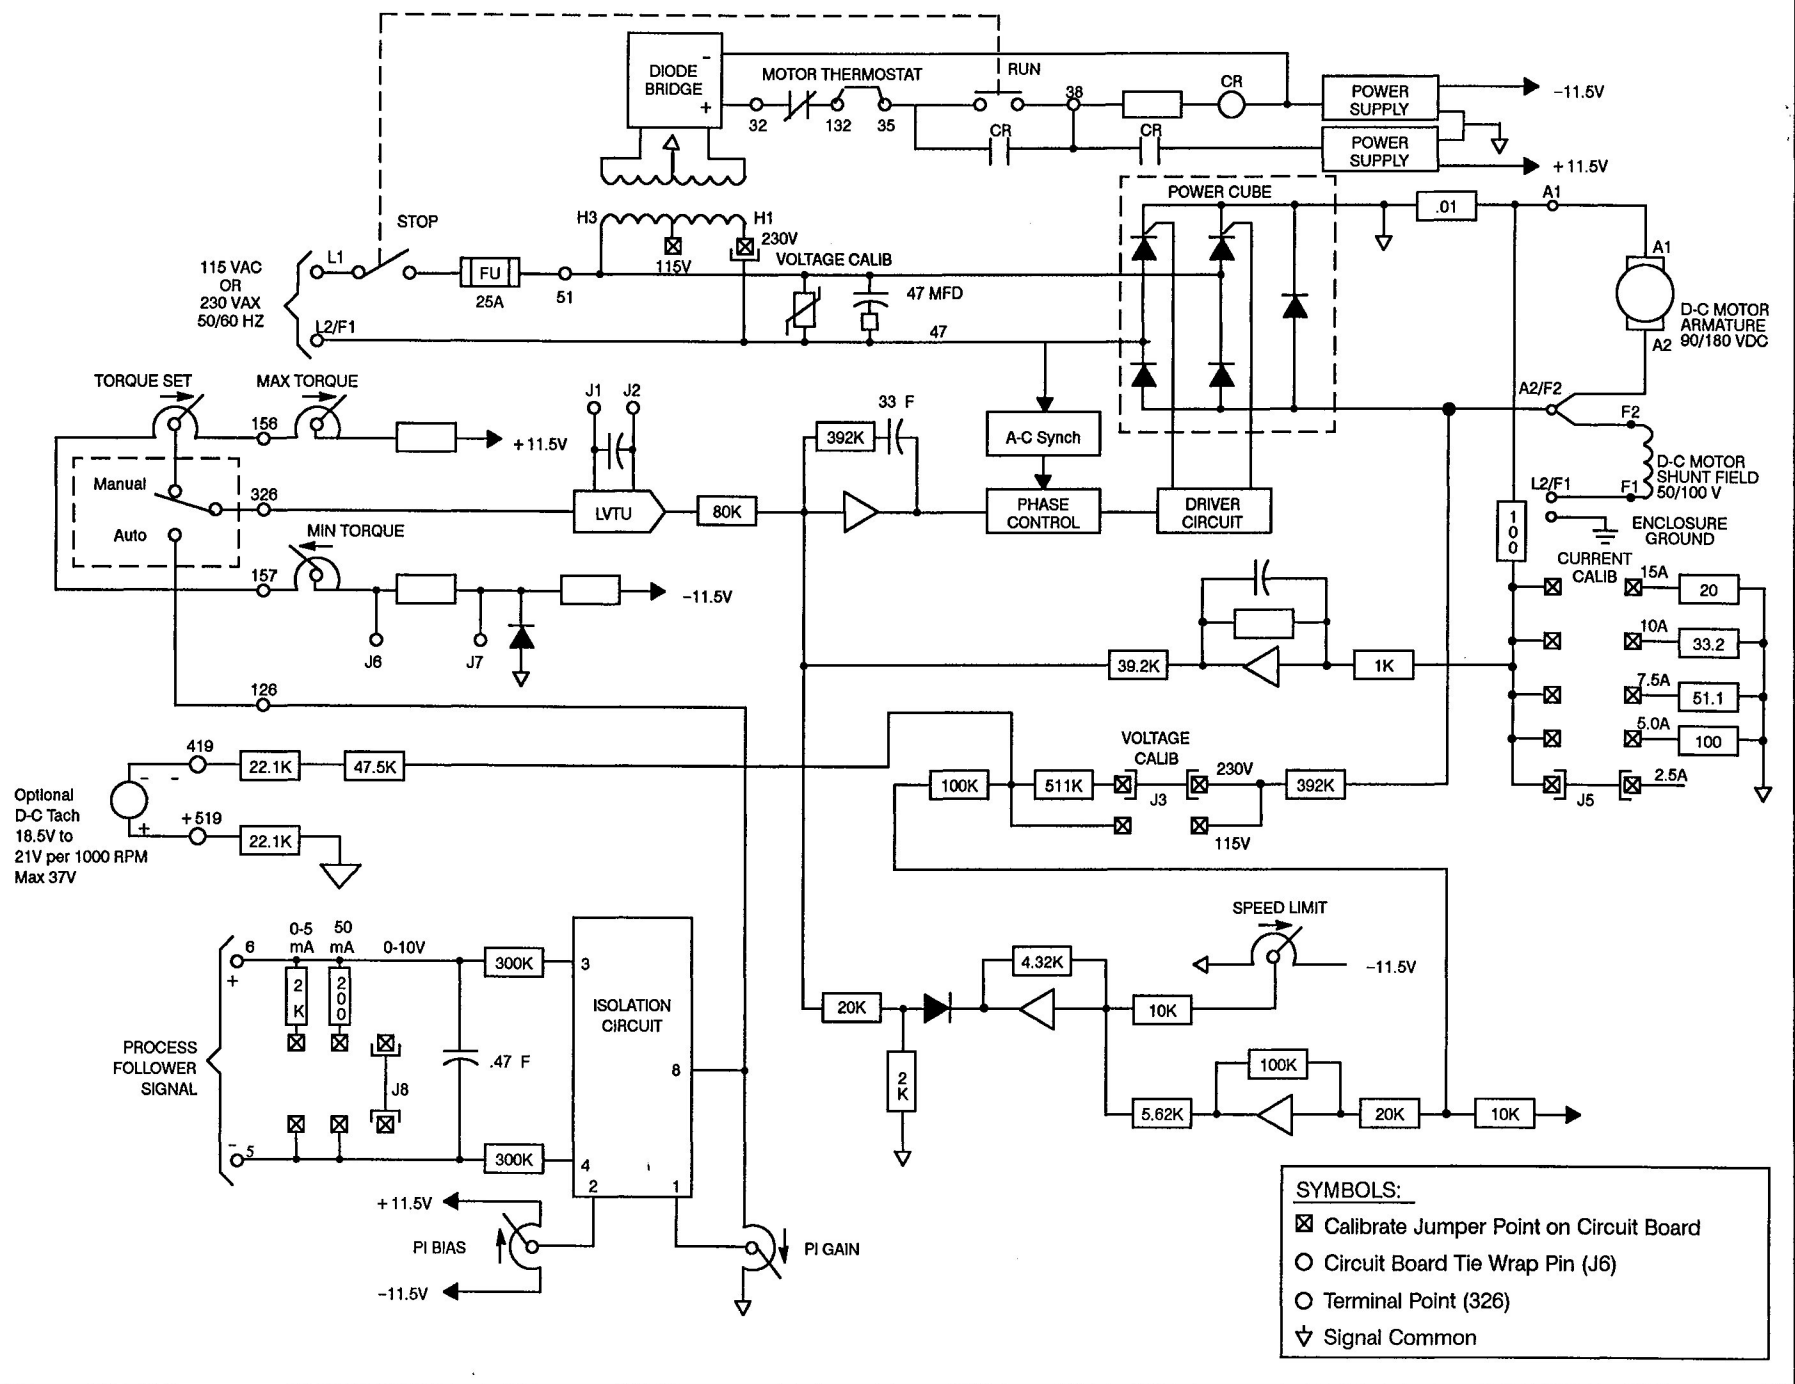 DIODE
BRIDGE
-
+
MOTOR THERMOSTAT
RUN
32
132
35
38
CR
CR
CR
POWER
SUPPLY
POWER
SUPPLY
−11.5V
+ 11.5V
STOP
115 VAC
OR
230 VAX
50/60 HZ
L1
L2/F1
FU
25A
51
H3
H1
115V
230V
VOLTAGE CALIB
47 MFD
47
POWER CUBE
.01
A1
A1
D-C MOTOR
ARMATURE
90/180 VDC
A2
A2/F2
F2
D-C MOTOR
SHUNT FIELD
50/100 V
F1
L2/F1
ENCLOSURE
GROUND
TORQUE SET
MAX TORQUE
156
+ 11.5V
Manual
Auto
326
MIN TORQUE
157
J6
J7
−11.5V
126
J1
J2
LVTU
80K
392K
33 F
A-C Synch
PHASE
CONTROL
DRIVER
CIRCUIT
100
CURRENT
CALIB
15A
20
10A
33.2
7.5A
51.1
5.0A
100
J5
2.5A
39.2K
1K
419
-
-
22.1K
47.5K
Optional
D-C Tach
18.5V to
21V per 1000 RPM
Max 37V
+
+ 519
22.1K
100K
511K
VOLTAGE
CALIB
J3
230V
115V
392K
SPEED LIMIT
−11.5V
4.32K
20K
10K
2K
100K
5.62K
20K
10K
PROCESS
FOLLOWER
SIGNAL
6
+
-
5
0-5
mA
50
mA
0-10V
2K
200
J8
.47 F
300K
300K
3
4
ISOLATION
CIRCUIT
8
2
1
+ 11.5V
PI BIAS
−11.5V
PI GAIN
SYMBOLS:
Calibrate Jumper Point on Circuit Board
Circuit Board Tie Wrap Pin (J6)
Terminal Point (326)
Signal Common